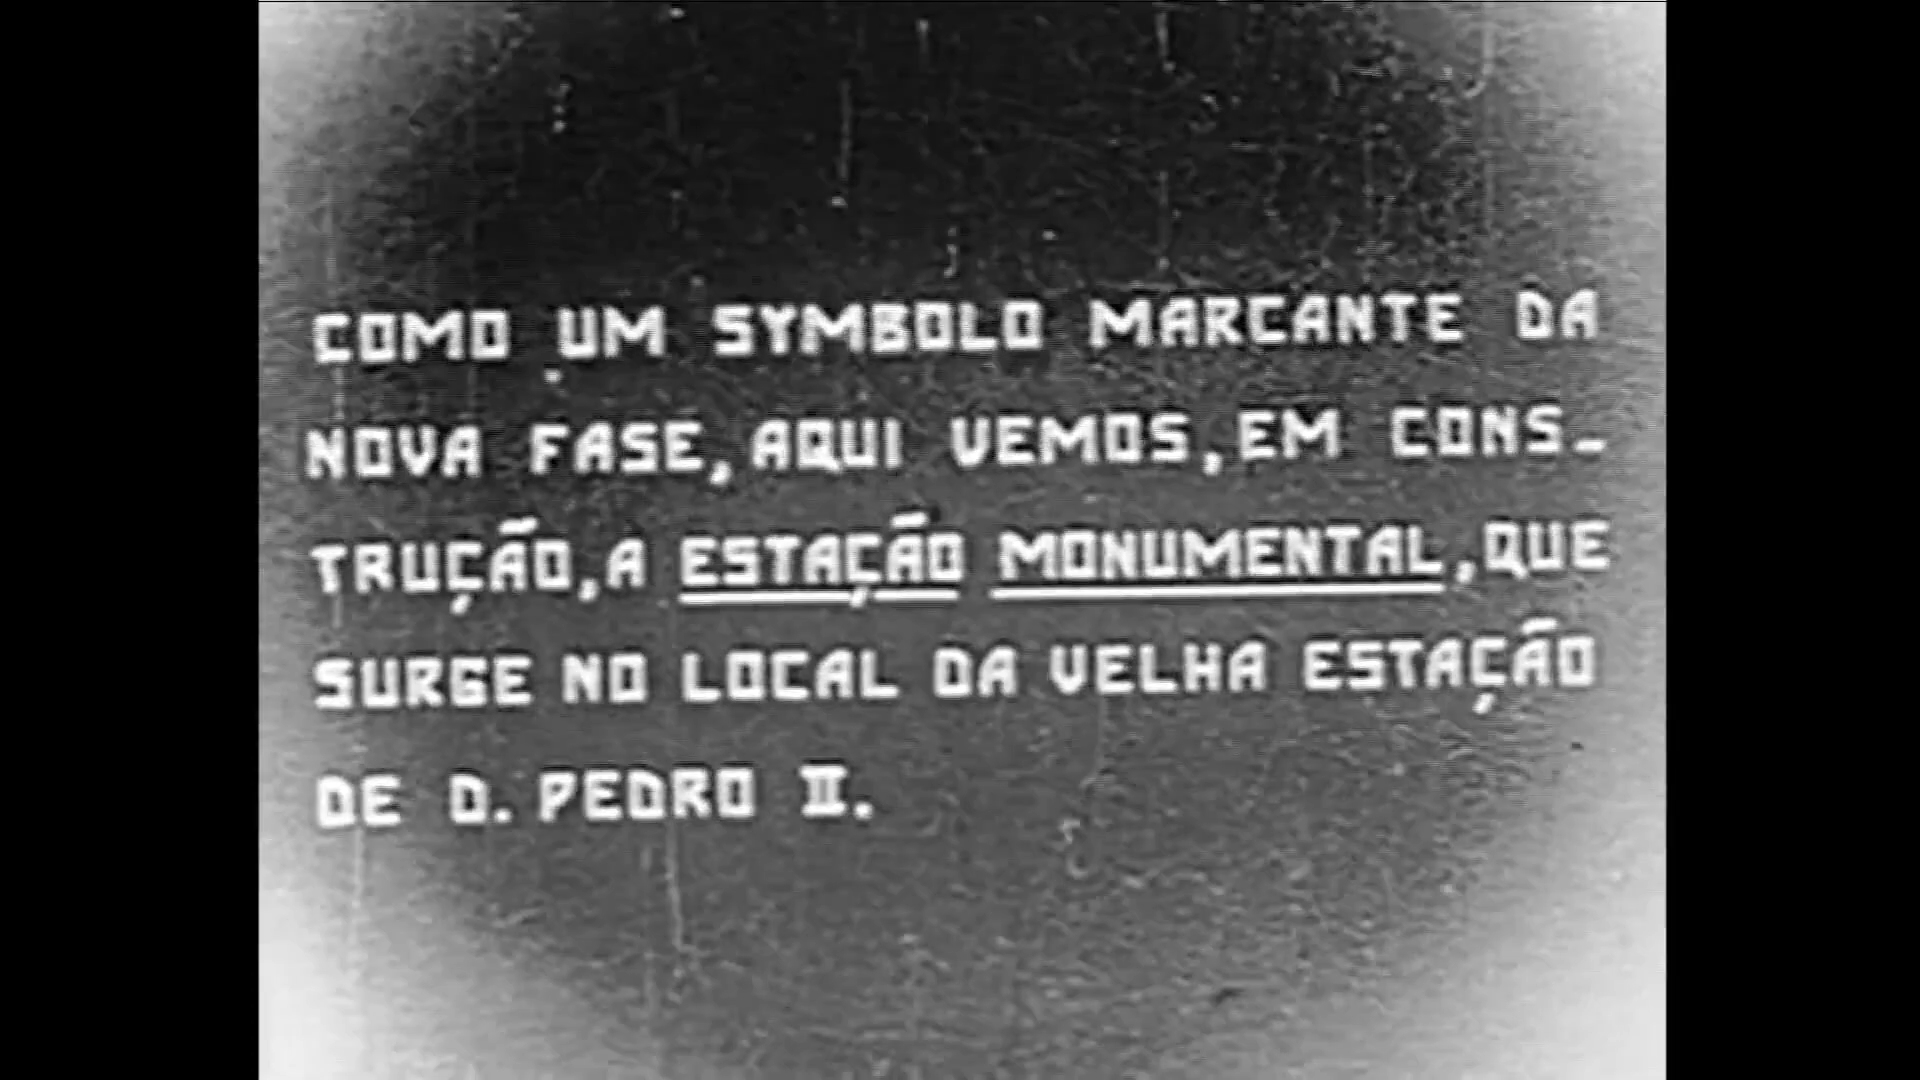 COMO UM SYMBOLO MARCANTE DA
NOVA FASE, AQUI VEMOS, EM CONS-
TRUÇÃO, A ESTAÇÃO MONUMENTAL, QUE
SURGE NO LOCAL DA VELHA ESTAÇÃO
DE D. PEDRO II.